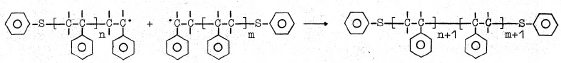 -S- n • + • m -S- → -S- n+1 m+1 -S-